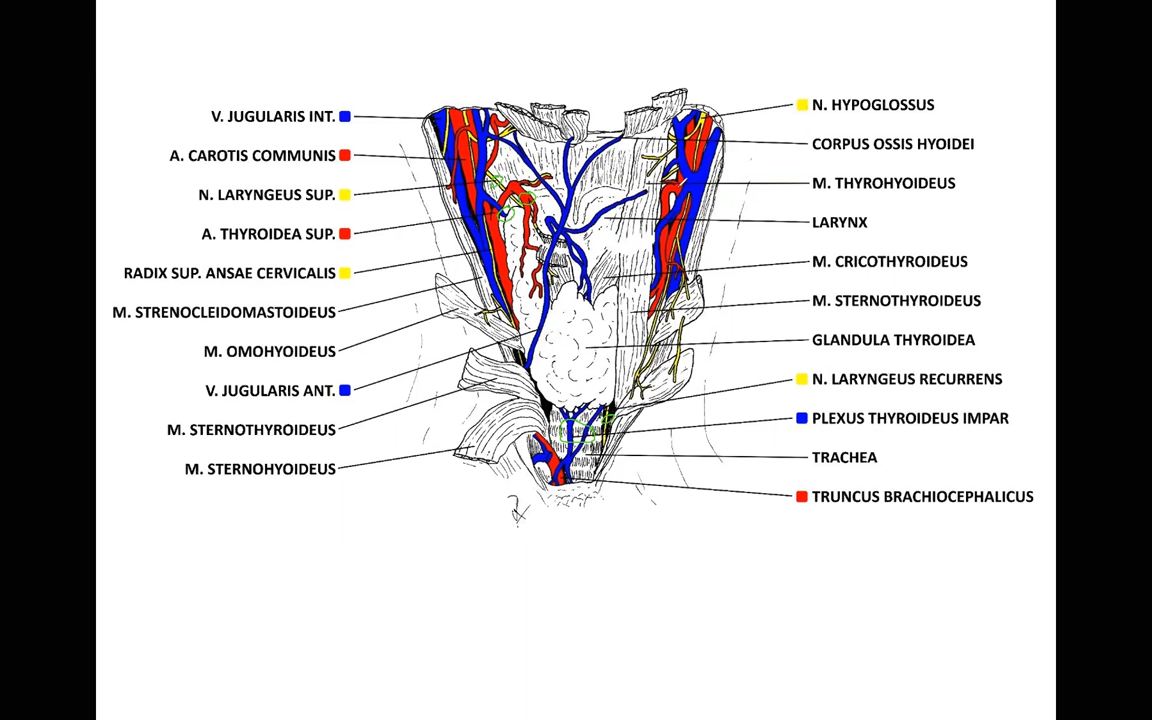 V. JUGULARIS INT.
A. CAROTIS COMMUNIS
N. LARYNGEUS SUP.
A. THYROIDEA SUP.
RADIX SUP. ANSAE CERVICALIS
M. STRENOCLEIDOMASTOIDEUS
M. OMOHYOIDEUS
V. JUGULARIS ANT.
M. STERNOTHYROIDEUS
M. STERNOHYOIDEUS
N. HYPOGLOSSUS
CORPUS OSSIS HYOIDEI
M. THYROHYOIDEUS
LARYNX
M. CRICOTHYROIDEUS
M. STERNOTHYROIDEUS
GLANDULA THYROIDEA
N. LARYNGEUS RECURRENS
PLEXUS THYROIDEUS IMPAR
TRACHEA
TRUNCUS BRACHIOCEPHALICUS